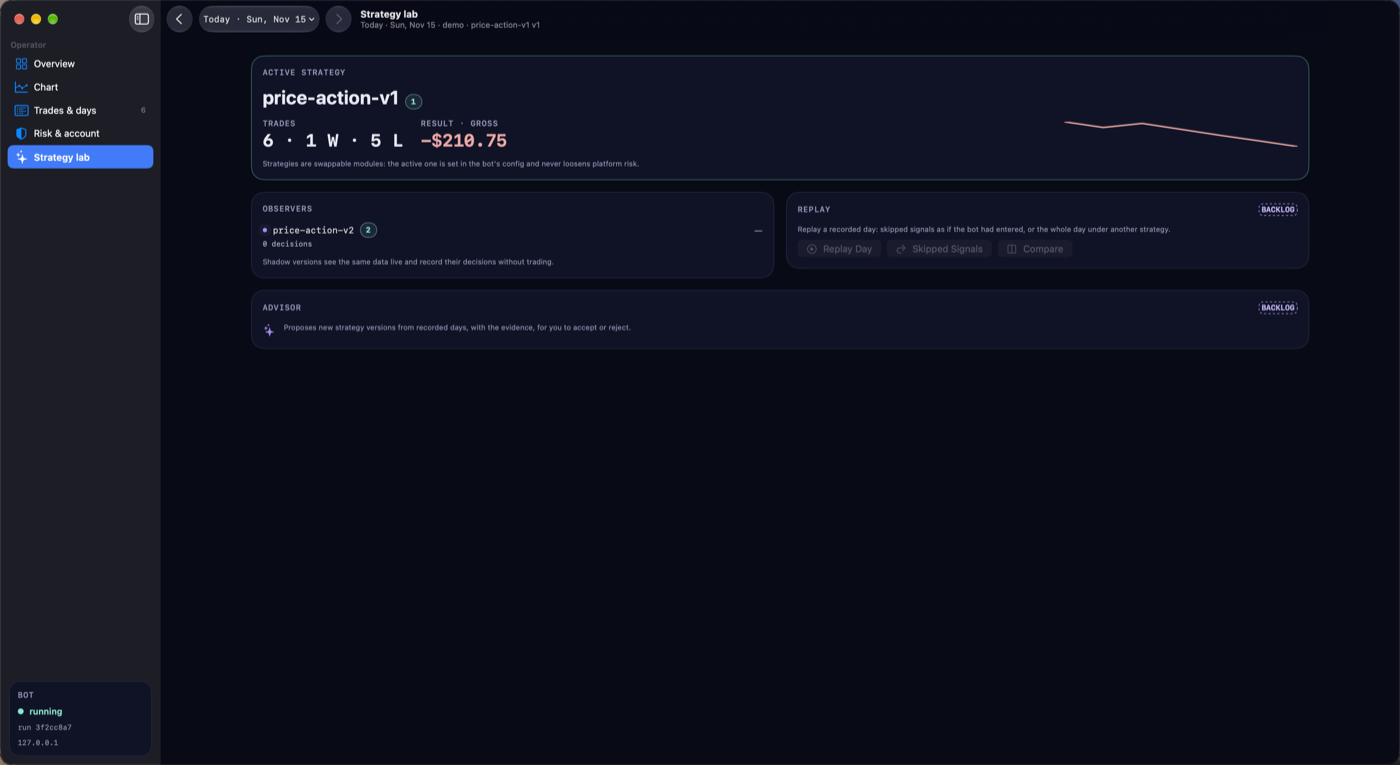 Today · Sun, Nov 15
Strategy lab
Today · Sun, Nov 15 · demo · price-action-v1 v1
Operator
Overview
Chart
Trades & days 6
Risk & account
Strategy lab
ACTIVE STRATEGY
price-action-v1 1
TRADES RESULT · GROSS
6 · 1 W · 5 L −$210.75
Strategies are swappable modules: the active one is set in the bot's config and never loosens platform risk.
OBSERVERS
price-action-v2 2 —
0 decisions
Shadow versions see the same data live and record their decisions without trading.
REPLAY BACKLOG
Replay a recorded day: skipped signals as if the bot had entered, or the whole day under another strategy.
Replay Day Skipped Signals Compare
ADVISOR BACKLOG
Proposes new strategy versions from recorded days, with the evidence, for you to accept or reject.
BOT
running
run 3f2cc8a7
127.0.0.1